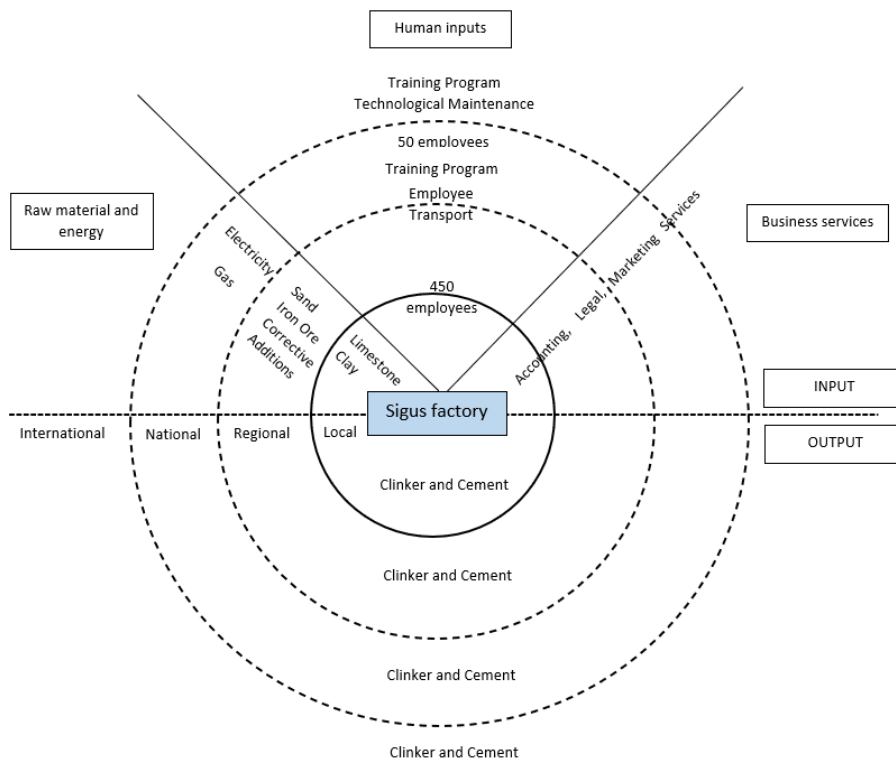 Human inputs
Training Program
Technological Maintenance
50 employees
Training Program
Employee
Transport
Raw material and
energy
Business services
Electricity
Gas
Sand
Iron Ore
Corrective
Additions
Limestone
Clay
450
employees
Accounting, Legal, Marketing Services
Sigus factory
INPUT
International
National
Regional
Local
OUTPUT
Clinker and Cement
Clinker and Cement
Clinker and Cement
Clinker and Cement